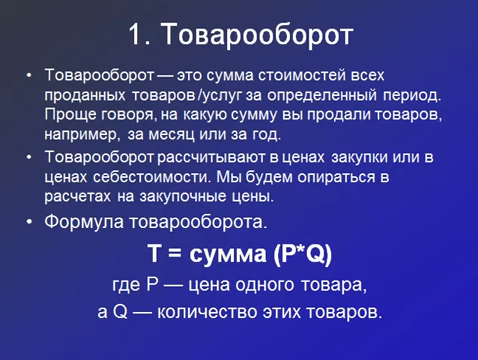 1. Товарооборот
• Товарооборот — это сумма стоимостей всех
проданных товаров/услуг за определенный период.
Проще говоря, на какую сумму вы продали товаров,
например, за месяц или за год.
• Товарооборот рассчитывают в ценах закупки или в
ценах себестоимости. Мы будем опираться в
расчетах на закупочные цены.
• Формула товарооборота.
Т = сумма (P*Q)
где P — цена одного товара,
а Q — количество этих товаров.